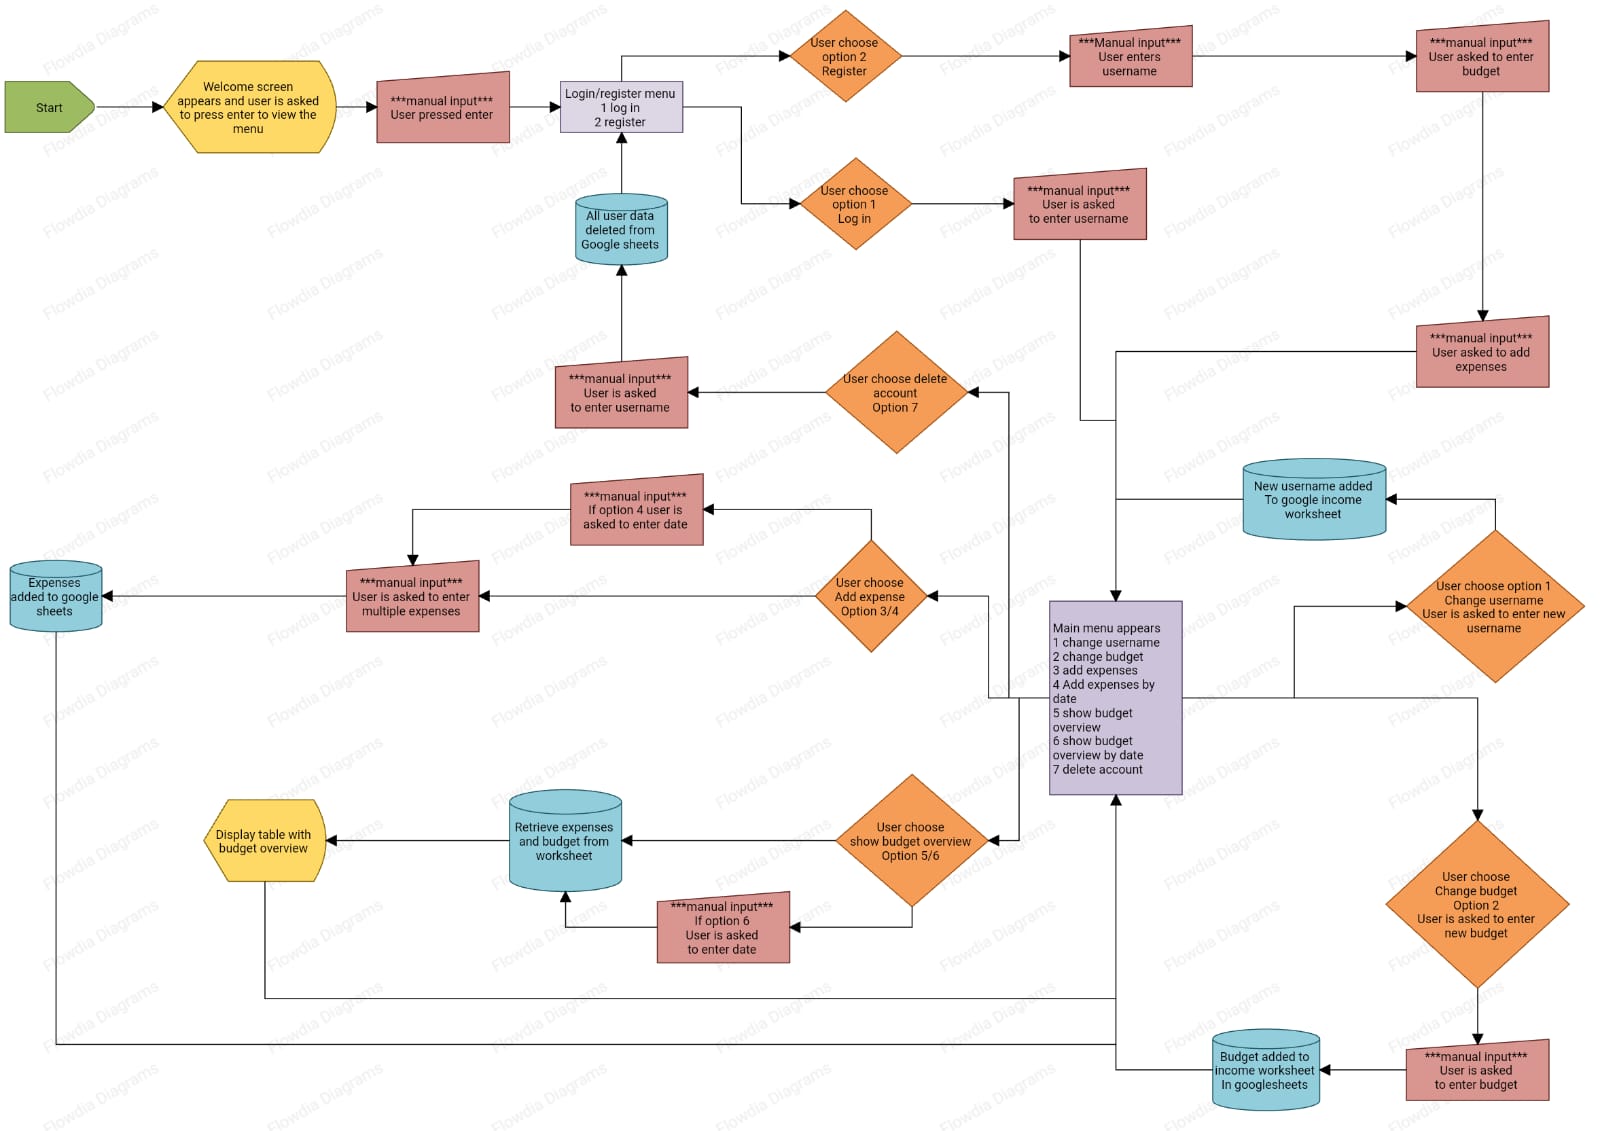 Start
Welcome screen
appears and user is asked
to press enter to view the
menu
***manual input***
User pressed enter
Login/register menu
1 log in
2 register
User choose
option 2
Register
***Manual input***
User enters
username
***manual input***
User asked to enter
budget
User choose
option 1
Log in
***manual input***
User is asked
to enter username
All user data
deleted from
Google sheets
***manual input***
User asked to add
expenses
***manual input***
User is asked
to enter username
User choose delete
account
Option 7
***manual input***
If option 4 user is
asked to enter date
New username added
To google income
worksheet
Expenses
added to google
sheets
***manual input***
User is asked to enter
multiple expenses
User choose
Add expense
Option 3/4
User choose option 1
Change username
User is asked to enter new
username
Main menu appears
1 change username
2 change budget
3 add expenses
4 Add expenses by
date
5 show budget
overview
6 show budget
overview by date
7 delete account
Display table with
budget overview
Retrieve expenses
and budget from
worksheet
User choose
show budget overview
Option 5/6
***manual input***
If option 6
User is asked
to enter date
User choose
Change budget
Option 2
User is asked to enter
new budget
Budget added to
income worksheet
In googlesheets
***manual input***
User is asked
to enter budget
Flowdia Diagrams